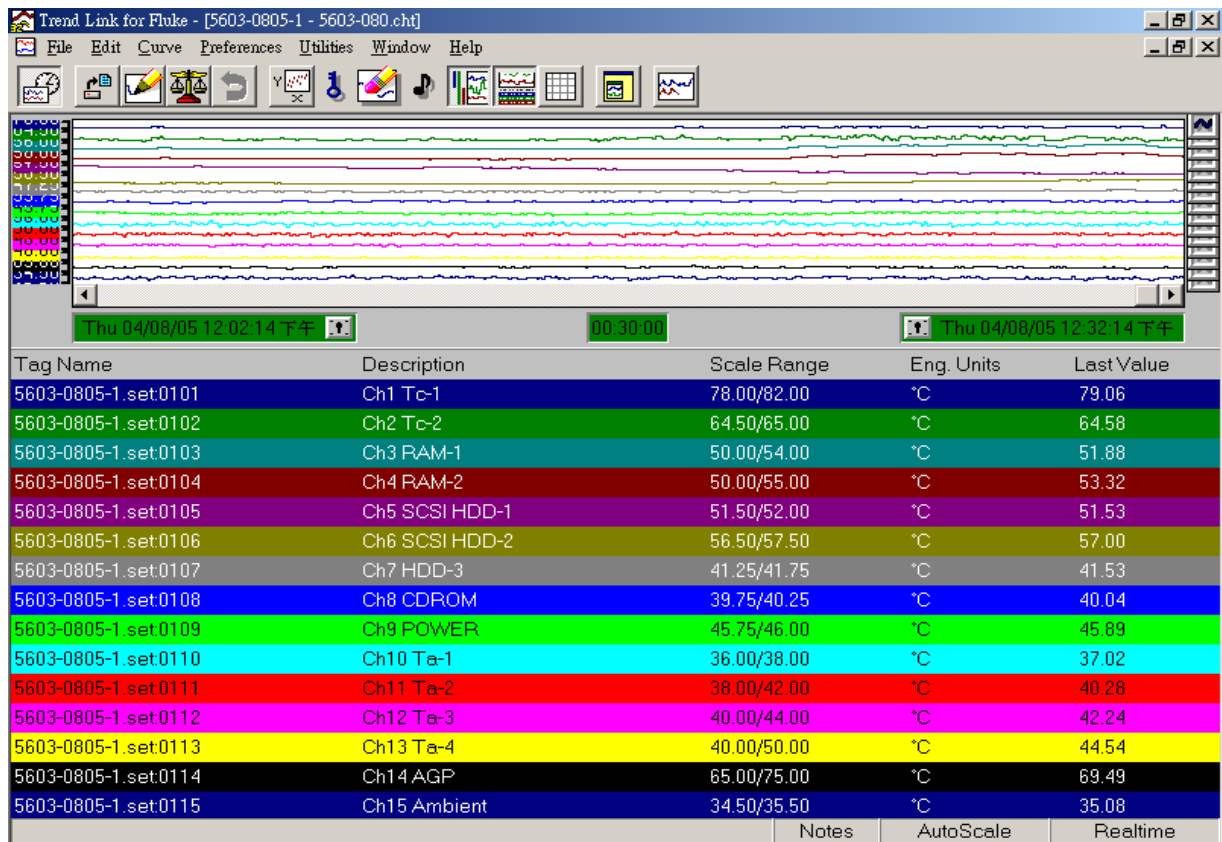 Trend Link for Fluke - [5603-0805-1 - 5603-080.cht]
File Edit Curve Preferences Utilities Window Help
Thu 04/08/05 12:02:14 下午 00:30:00 Thu 04/08/05 12:32:14 下午
Tag Name Description Scale Range Eng. Units Last Value
5603-0805-1.set:0101 Ch1 Tc-1 78.00/82.00 °C 79.06
5603-0805-1.set:0102 Ch2 Tc-2 64.50/65.00 °C 64.58
5603-0805-1.set:0103 Ch3 RAM-1 50.00/54.00 °C 51.88
5603-0805-1.set:0104 Ch4 RAM-2 50.00/55.00 °C 53.32
5603-0805-1.set:0105 Ch5 SCSI HDD-1 51.50/52.00 °C 51.53
5603-0805-1.set:0106 Ch6 SCSI HDD-2 56.50/57.50 °C 57.00
5603-0805-1.set:0107 Ch7 HDD-3 41.25/41.75 °C 41.53
5603-0805-1.set:0108 Ch8 CDROM 39.75/40.25 °C 40.04
5603-0805-1.set:0109 Ch9 POWER 45.75/46.00 °C 45.89
5603-0805-1.set:0110 Ch10 Ta-1 36.00/38.00 °C 37.02
5603-0805-1.set:0111 Ch11 Ta-2 38.00/42.00 °C 40.28
5603-0805-1.set:0112 Ch12 Ta-3 40.00/44.00 °C 42.24
5603-0805-1.set:0113 Ch13 Ta-4 40.00/50.00 °C 44.54
5603-0805-1.set:0114 Ch14 AGP 65.00/75.00 °C 69.49
5603-0805-1.set:0115 Ch15 Ambient 34.50/35.50 °C 35.08
Notes AutoScale Realtime